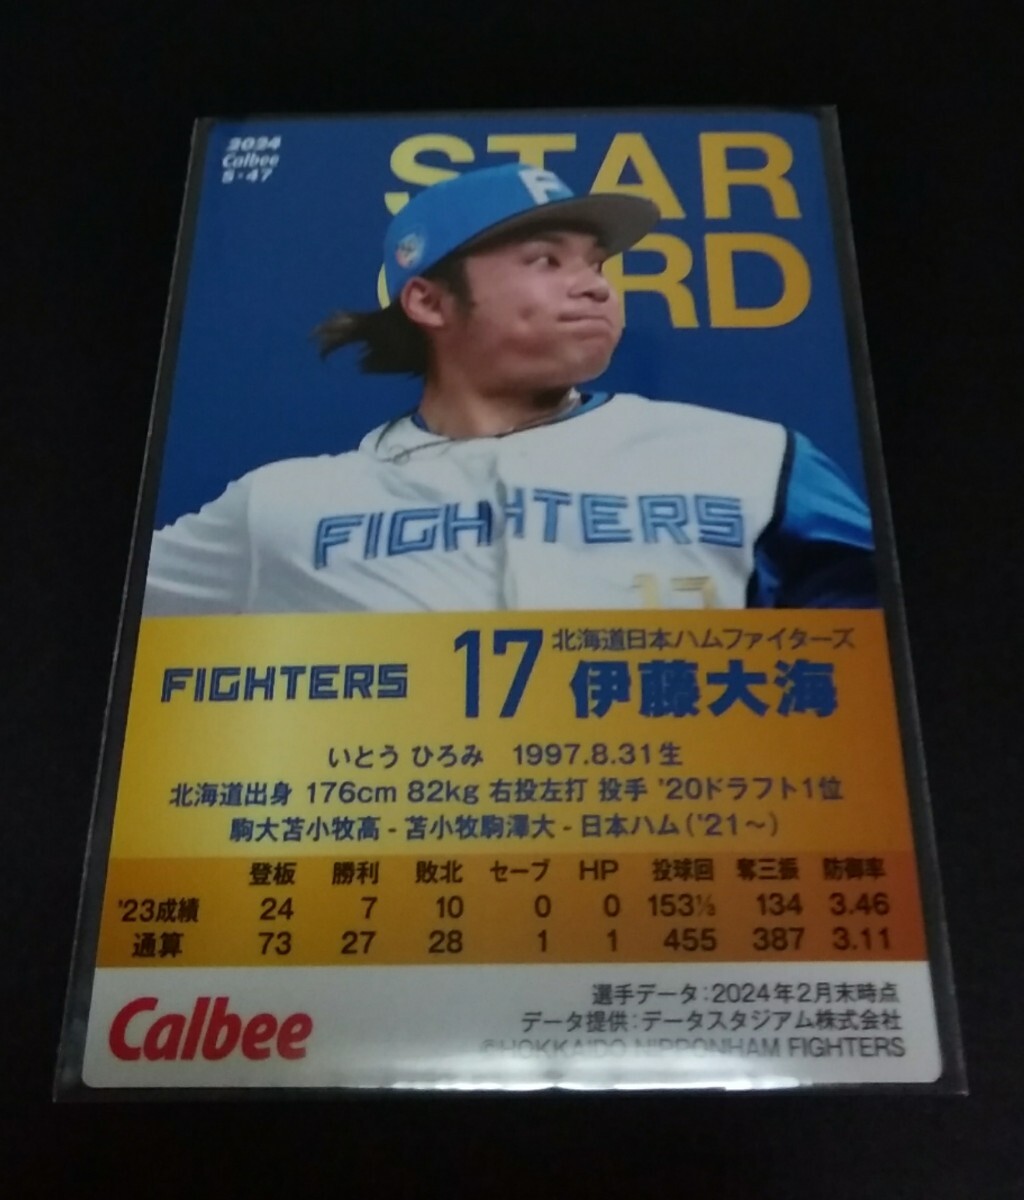 2024
Calbee
S-47
STAR
CARD
F
FIGHTERS
17
FIGHTERS 17 北海道日本ハムファイターズ
伊藤大海
いとう ひろみ 1997.8.31生
北海道出身 176cm 82kg 右投左打 投手 '20ドラフト1位
駒大苫小牧高 - 苫小牧駒澤大 - 日本ハム('21～)
登板 勝利 敗北 セーブ HP 投球回 奪三振 防御率
'23成績 24 7 10 0 0 153⅓ 134 3.46
通算 73 27 28 1 1 455 387 3.11
Calbee
選手データ:2024年2月末時点
データ提供:データスタジアム株式会社
©HOKKAIDO NIPPONHAM FIGHTERS